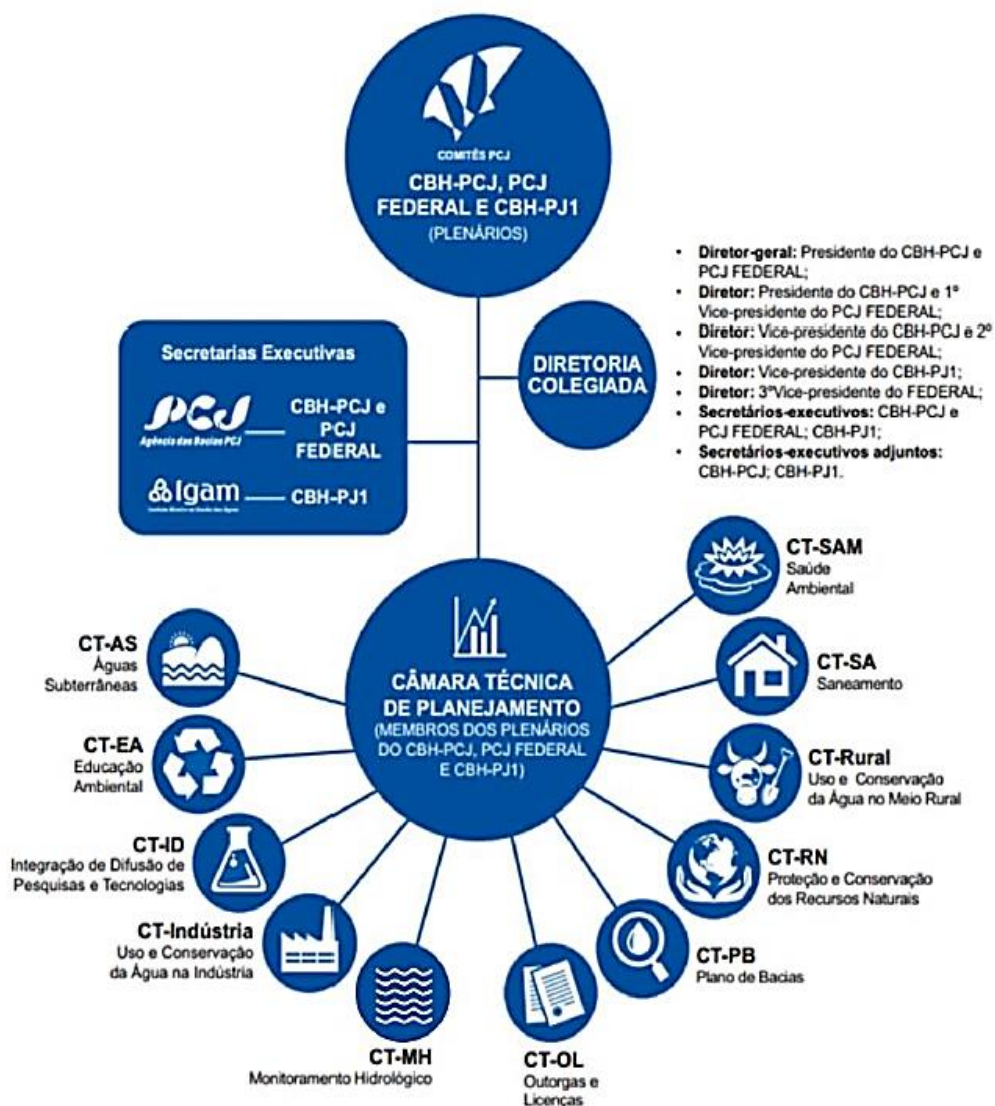 COMITÊS PCJ
CBH-PCJ, PCJ
FEDERAL E CBH-PJ1
(PLENÁRIOS)
• Diretor-geral: Presidente do CBH-PCJ e
PCJ FEDERAL;
• Diretor: Presidente do CBH-PCJ e 1º
Vice-presidente do PCJ FEDERAL;
• Diretor: Vice-presidente do CBH-PCJ e 2º
Vice-presidente do PCJ FEDERAL;
• Diretor: Vice-presidente do CBH-PJ1;
• Diretor: 3ºVice-presidente do FEDERAL;
• Secretários-executivos: CBH-PCJ e
PCJ FEDERAL; CBH-PJ1;
• Secretários-executivos adjuntos:
CBH-PCJ; CBH-PJ1.
DIRETORIA
COLEGIADA
Secretarias Executivas
PCJ
Agência das Bacias PCJ
CBH-PCJ e
PCJ
FEDERAL
Igam
CBH-PJ1
CÂMARA TÉCNICA
DE PLANEJAMENTO
(MEMBROS DOS PLENÁRIOS
DO CBH-PCJ, PCJ FEDERAL
E CBH-PJ1)
CT-AS
Águas
Subterrâneas
CT-EA
Educação
Ambiental
CT-ID
Integração de Difusão de
Pesquisas e Tecnologias
CT-Indústria
Uso e Conservação
da Água na Indústria
CT-MH
Monitoramento Hidrológico
CT-OL
Outorgas e
Licenças
CT-PB
Plano de Bacias
CT-RN
Proteção e Conservação
dos Recursos Naturais
CT-Rural
Uso e Conservação
da Água no Meio Rural
CT-SA
Saneamento
CT-SAM
Saúde
Ambiental